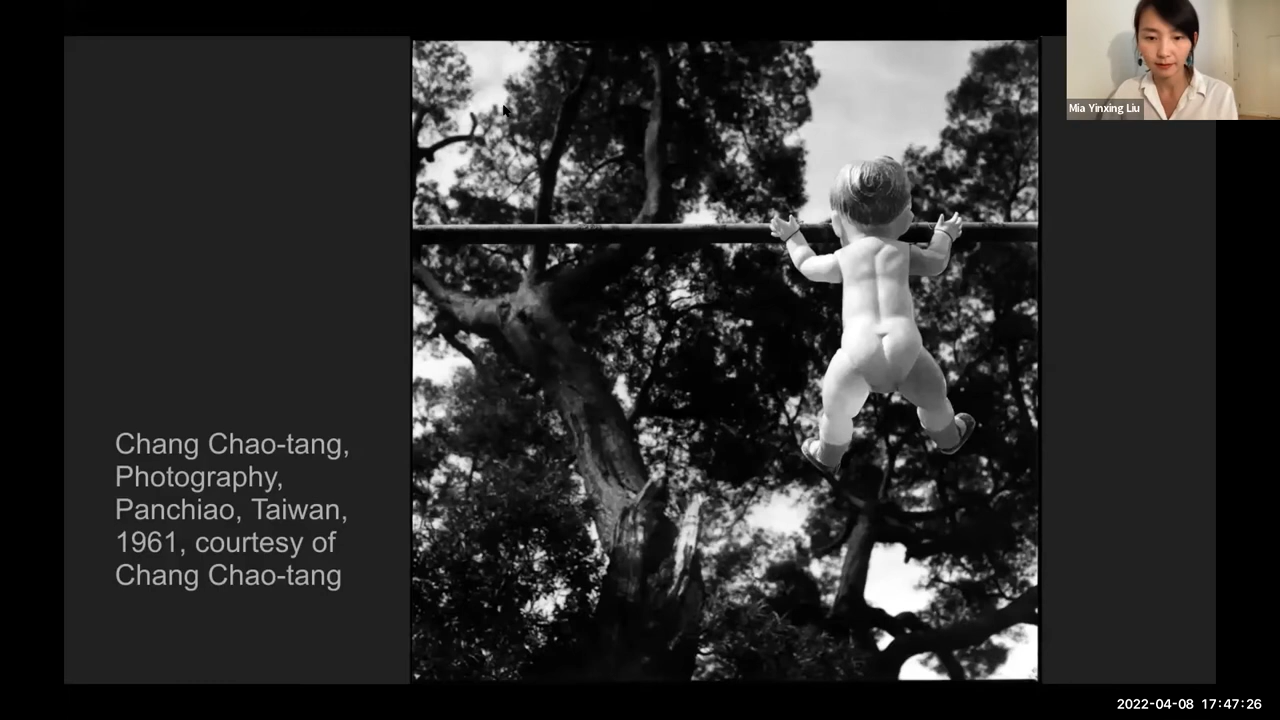 Mia Yinxing Liu
Chang Chao-tang,
Photography,
Panchiao, Taiwan,
1961, courtesy of
Chang Chao-tang
2022-04-08 17:47:26